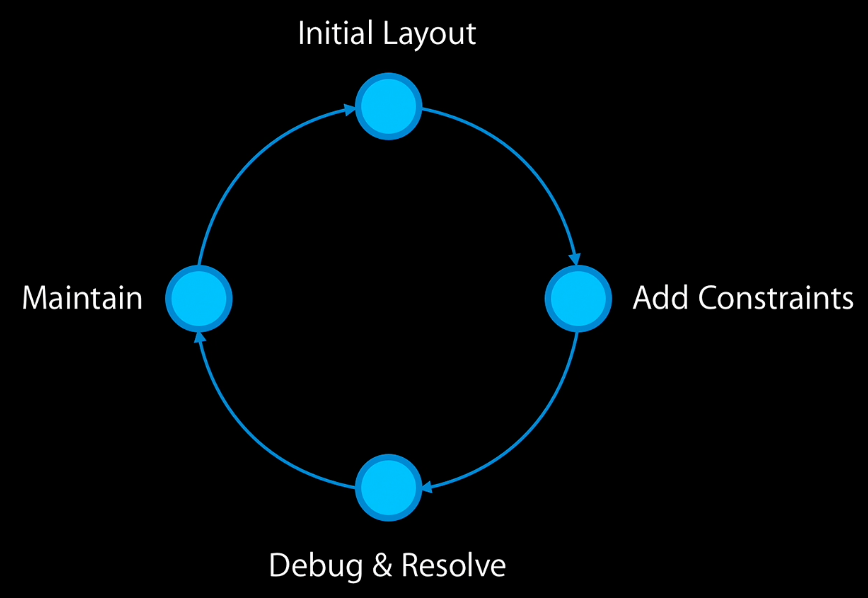 Initial Layout
Maintain
Add Constraints
Debug & Resolve